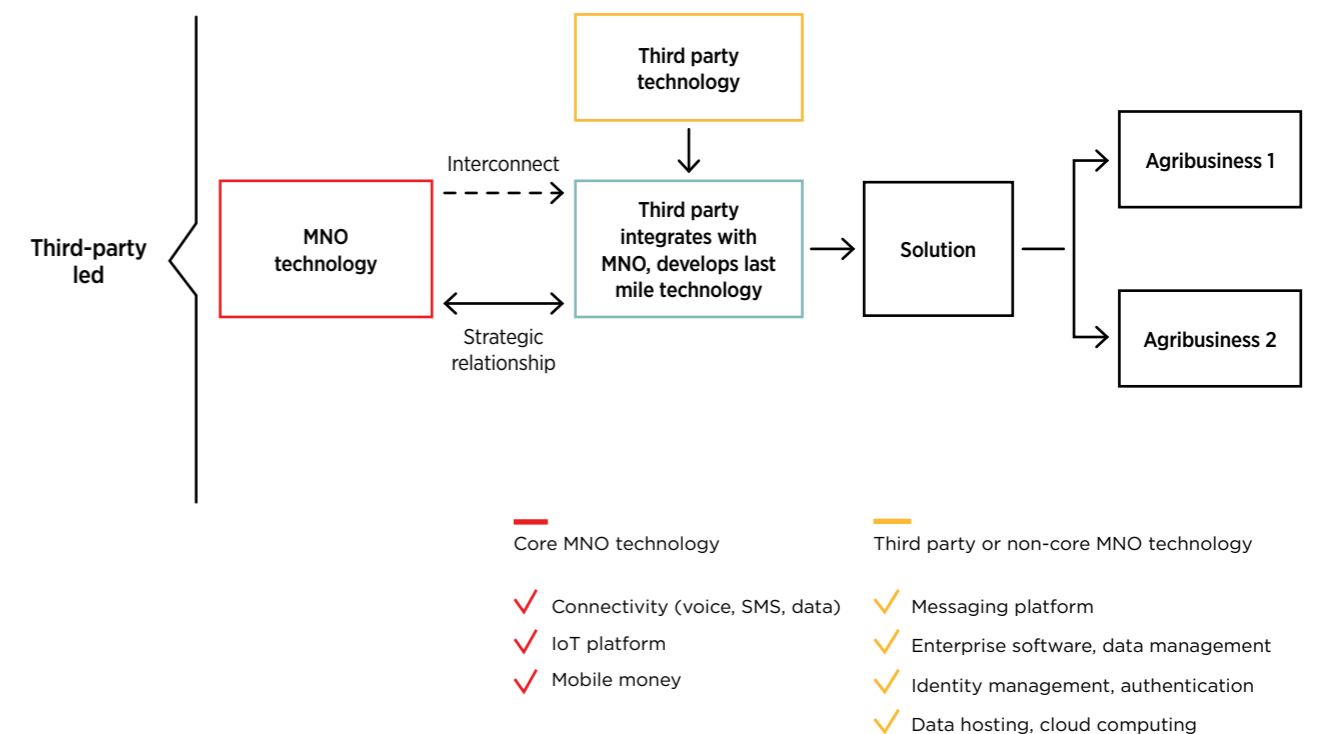 Third-party
led
MNO
technology
Interconnect
Strategic
relationship
Third party
technology
Third party
integrates with
MNO, develops last
mile technology
Solution
Agribusiness 1
Agribusiness 2
Core MNO technology
Connectivity (voice, SMS, data)
IoT platform
Mobile money
Third party or non-core MNO technology
Messaging platform
Enterprise software, data management
Identity management, authentication
Data hosting, cloud computing